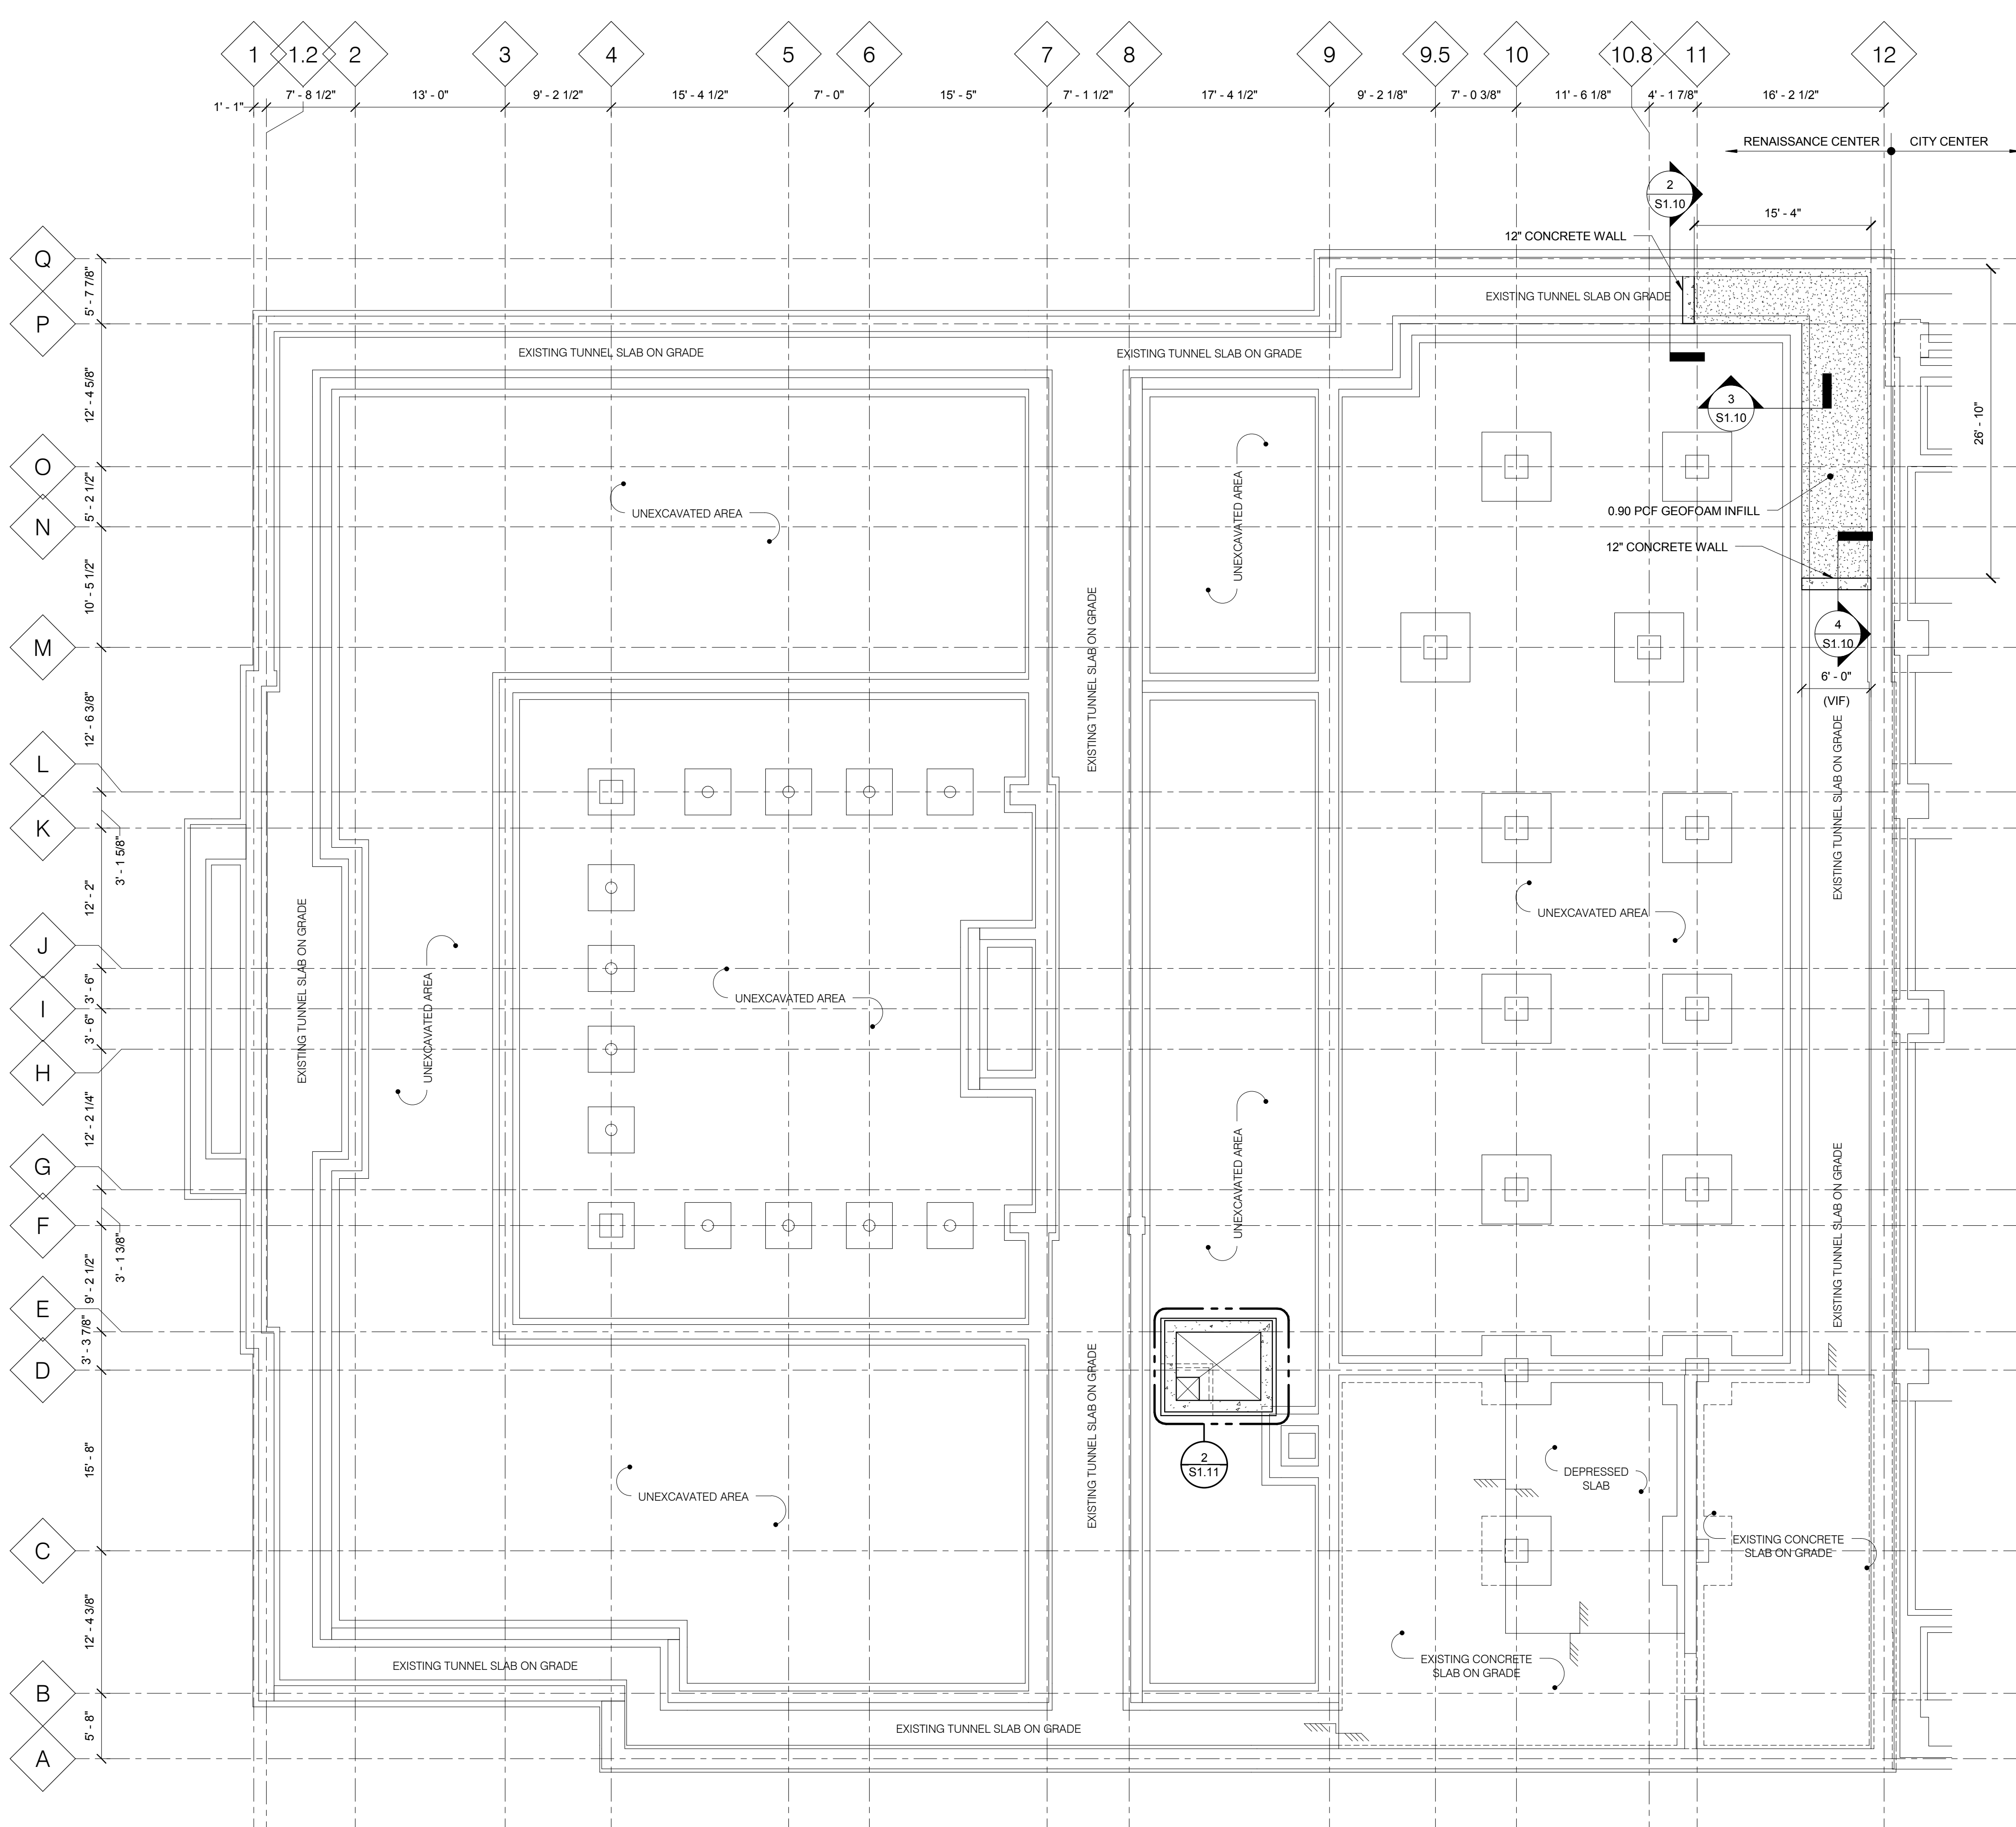 1
1.2
2
3
4
5
6
7
8
9
9.5
10
10.8
11
12
1' - 1"
7' - 8 1/2"
13' - 0"
9' - 2 1/2"
15' - 4 1/2"
7' - 0"
15' - 5"
7' - 1 1/2"
17' - 4 1/2"
9' - 2 1/8"
7' - 0 3/8"
11' - 6 1/8"
4' - 1 7/8"
16' - 2 1/2"
RENAISSANCE CENTER
CITY CENTER
2
S1.10
15' - 4"
12" CONCRETE WALL
Q
5' - 7 7/8"
P
EXISTING TUNNEL SLAB ON GRADE
EXISTING TUNNEL SLAB ON GRADE
EXISTING TUNNEL SLAB ON GRADE
12' - 4 5/8"
3
S1.10
26' - 10"
O
5' - 2 1/2"
N
UNEXCAVATED AREA
UNEXCAVATED AREA
0.90 PCF GEOFOAM INFILL
12" CONCRETE WALL
10' - 5 1/2"
M
4
S1.10
6' - 0"
(VIF)
EXISTING TUNNEL SLAB ON GRADE
12' - 6 3/8"
L
EXISTING TUNNEL SLAB ON GRADE
K
3' - 1 5/8"
12' - 2"
UNEXCAVATED AREA
J
EXISTING TUNNEL SLAB ON GRADE
UNEXCAVATED AREA
UNEXCAVATED AREA
3' - 6"
I
3' - 6"
H
12' - 2 1/4"
G
UNEXCAVATED AREA
EXISTING TUNNEL SLAB ON GRADE
F
3' - 1 3/8"
9' - 2 1/2"
E
3' - 3 7/8"
D
EXISTING TUNNEL SLAB ON GRADE
2
S1.11
15' - 8"
UNEXCAVATED AREA
DEPRESSED
SLAB
C
EXISTING CONCRETE
SLAB ON GRADE
12' - 4 3/8"
EXISTING TUNNEL SLAB ON GRADE
EXISTING CONCRETE
SLAB ON GRADE
B
5' - 8"
EXISTING TUNNEL SLAB ON GRADE
A